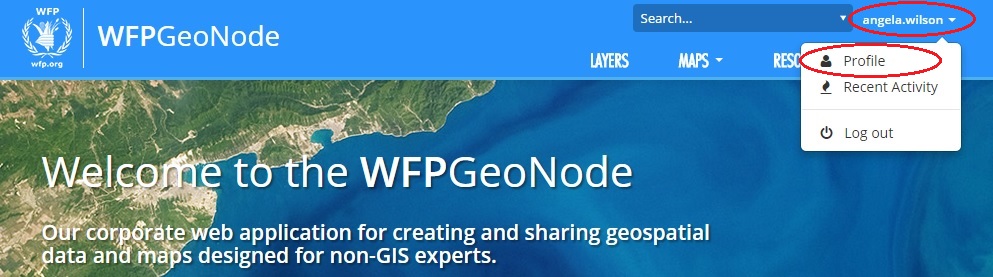 WFP
wfp.org
WFPGeoNode
Search...
angela.wilson
LAYERS
MAPS
RESO
Profile
Recent Activity
Log out
Welcome to the WFPGeoNode
Our corporate web application for creating and sharing geospatial
data and maps designed for non-GIS experts.